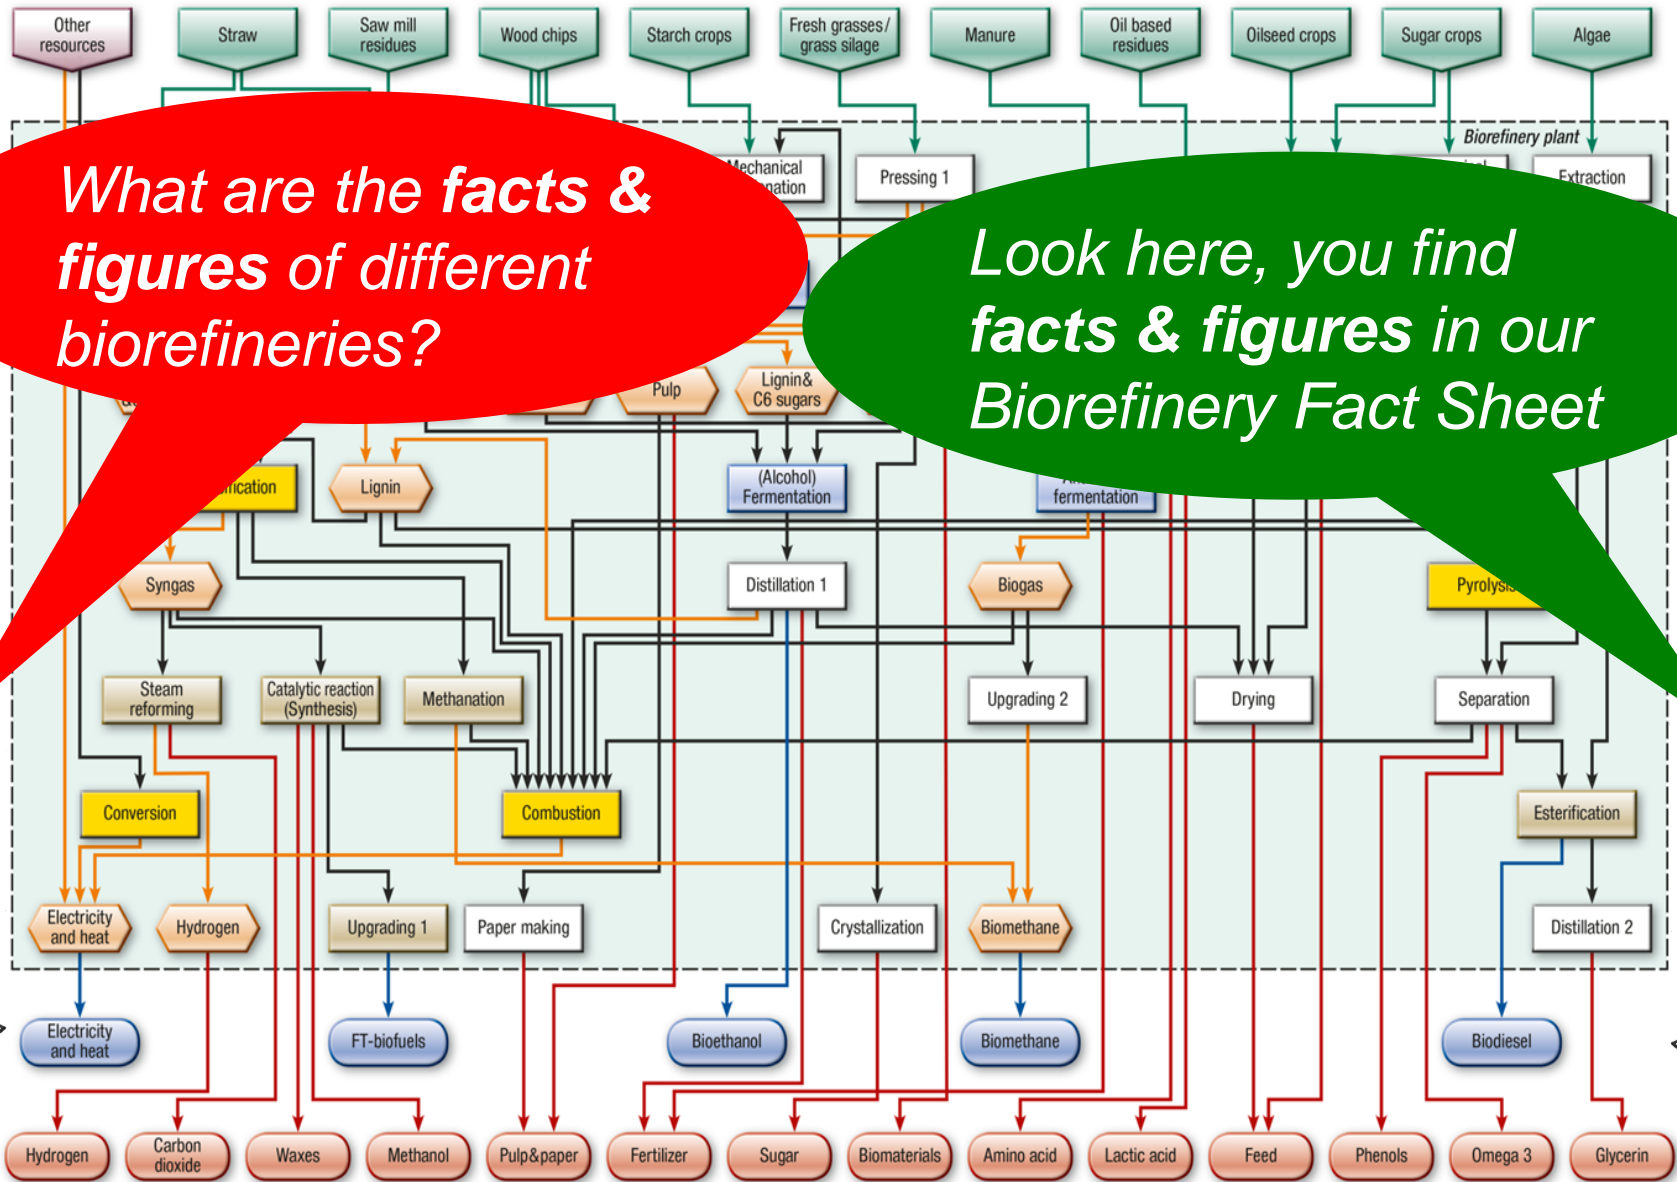 Other
resources
Straw
Saw mill
residues
Wood chips
Starch crops
Fresh grasses/
grass silage
Manure
Oil based
residues
Oilseed crops
Sugar crops
Algae
Biorefinery plant
Mechanical
Pressing 1
Extraction
What are the facts &
figures of different
biorefineries?
Look here, you find
facts & figures in our
Biorefinery Fact Sheet
Pulp
Lignin&
C6 sugars
Lignin
(Alcohol)
Fermentation
fermentation
Syngas
Distillation 1
Biogas
Pyrolysis
Steam
reforming
Catalytic reaction
(Synthesis)
Methanation
Upgrading 2
Drying
Separation
Conversion
Combustion
Esterification
Electricity
and heat
Hydrogen
Upgrading 1
Paper making
Crystallization
Biomethane
Distillation 2
Electricity
and heat
FT-biofuels
Bioethanol
Biomethane
Biodiesel
Hydrogen
Carbon
dioxide
Waxes
Methanol
Pulp&paper
Fertilizer
Sugar
Biomaterials
Amino acid
Lactic acid
Feed
Phenols
Omega 3
Glycerin